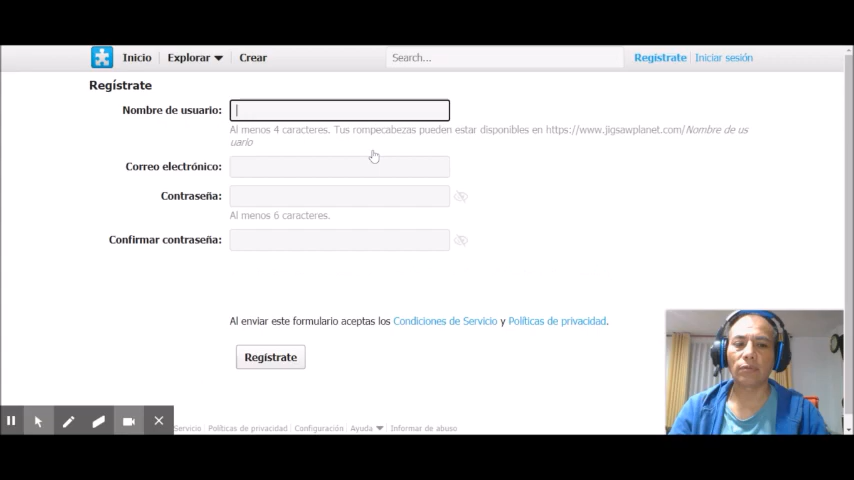 Inicio Explorar Crear Search... Regístrate Iniciar sesión
Regístrate
Nombre de usuario:
Al menos 4 caracteres. Tus rompecabezas pueden estar disponibles en https://www.jigsawplanet.com/Nombre de us
uario
Correo electrónico:
Contraseña:
Al menos 6 caracteres.
Confirmar contraseña:
Al enviar este formulario aceptas los Condiciones de Servicio y Políticas de privacidad.
Regístrate
Servicio Políticas de privacidad Configuración Ayuda Informar de abuso